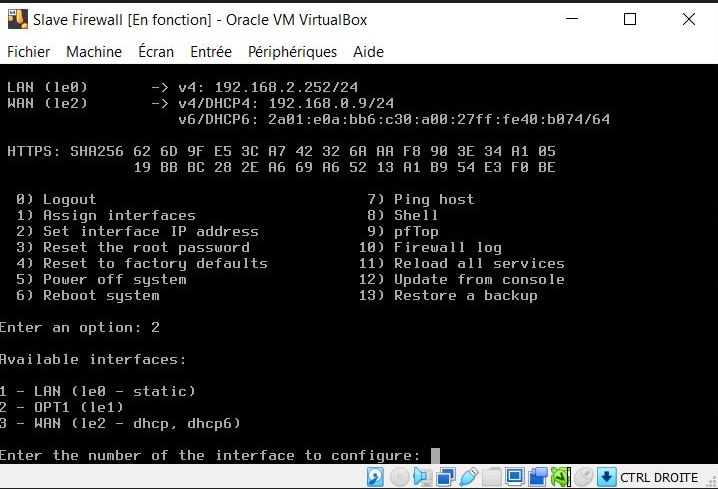 Slave Firewall [En fonction] - Oracle VM VirtualBox
Fichier Machine Écran Entrée Périphériques Aide
LAN (le0) -> v4: 192.168.2.252/24
WAN (le2) -> v4/DHCP4: 192.168.0.9/24
v6/DHCP6: 2a01:e0a:bb6:c30:a00:27ff:fe40:b074/64
HTTPS: SHA256 62 6D 9F E5 3C A7 42 32 6A AA F8 90 3E 34 A1 05
19 BB BC 28 2E A6 69 A6 52 13 A1 B9 54 E3 F0 BE
0) Logout 7) Ping host
1) Assign interfaces 8) Shell
2) Set interface IP address 9) pfTop
3) Reset the root password 10) Firewall log
4) Reset to factory defaults 11) Reload all services
5) Power off system 12) Update from console
6) Reboot system 13) Restore a backup
Enter an option: 2
Available interfaces:
1 - LAN (le0 - static)
2 - OPT1 (le1)
3 - WAN (le2 - dhcp, dhcp6)
Enter the number of the interface to configure:
CTRL DROITE